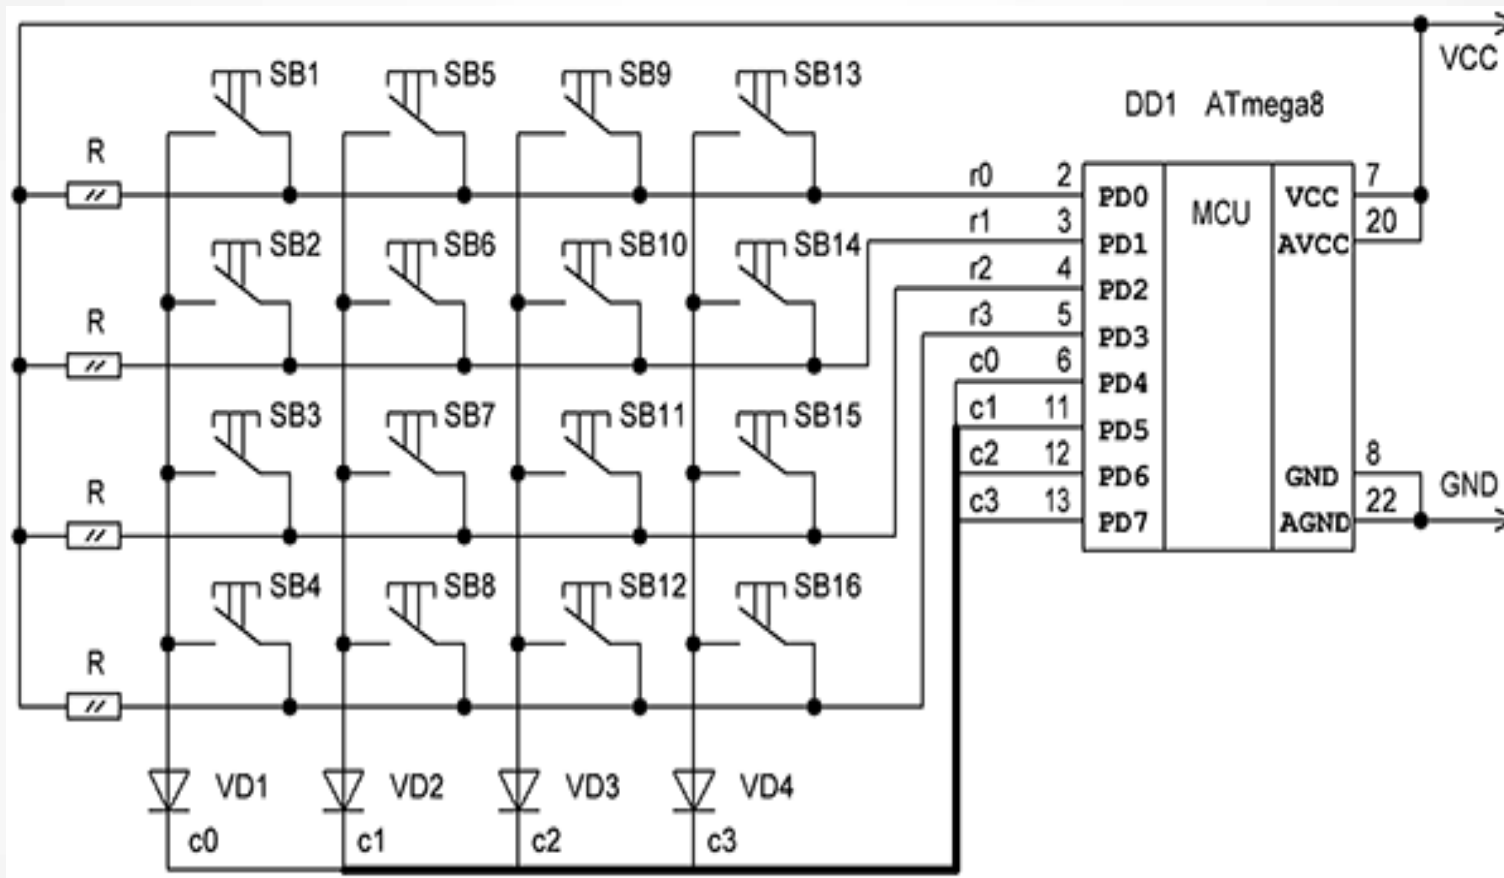 VCC
SB1 SB5 SB9 SB13
DD1 ATmega8
R
r0 2 PD0 MCU VCC 7
r1 3 PD1 AVCC 20
SB2 SB6 SB10 SB14
r2 4 PD2
R
r3 5 PD3
c0 6 PD4
SB3 SB7 SB11 SB15
c1 11 PD5
c2 12 PD6 GND 8
GND
R
c3 13 PD7 AGND 22
SB4 SB8 SB12 SB16
R
VD1 VD2 VD3 VD4
c0 c1 c2 c3